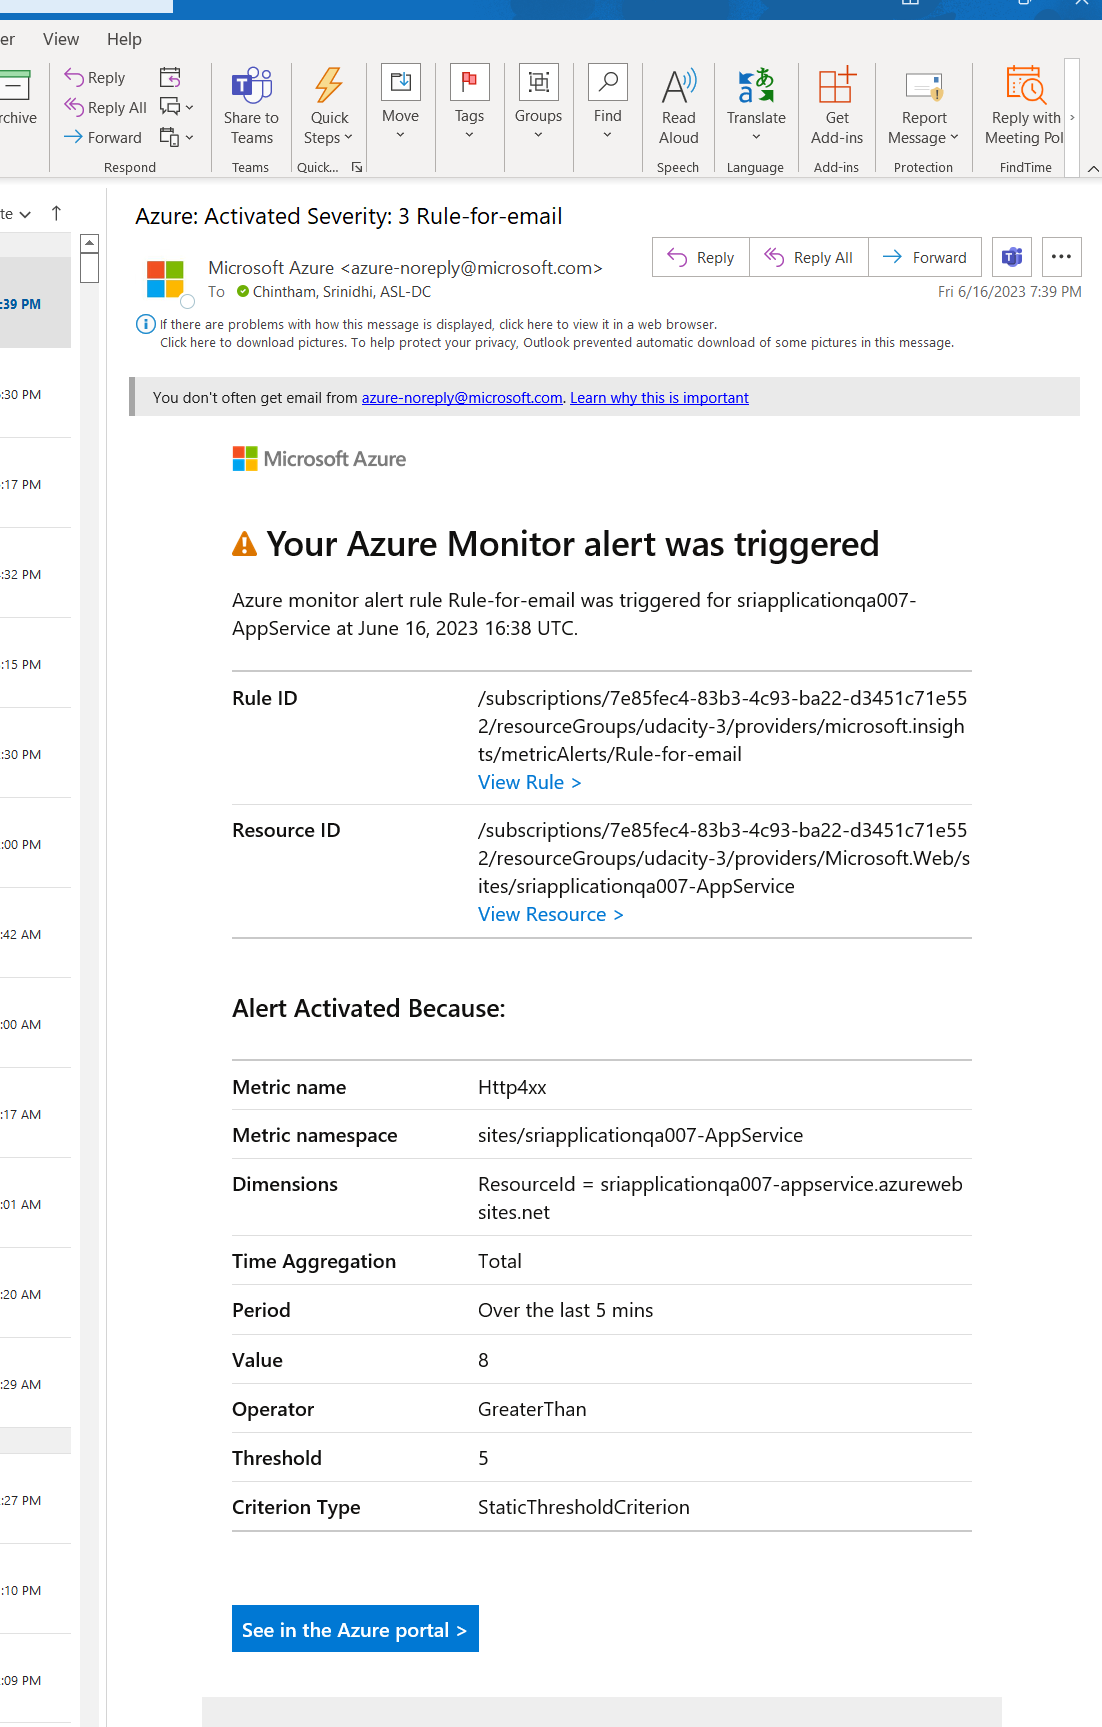 er View Help
rchive
Reply
Reply All
Forward
Respond
Share to
Teams
Teams
Quick
Steps
Quick...
Move
Tags
Groups
Find
Read
Aloud
Speech
Translate
Language
Get
Add-ins
Add-ins
Report
Message
Protection
Reply with
Meeting Pol
FindTime
te
:39 PM
:30 PM
:17 PM
:32 PM
:15 PM
:30 PM
:00 PM
:42 AM
:00 AM
:17 AM
:01 AM
:20 AM
:29 AM
:27 PM
:10 PM
:09 PM
Azure: Activated Severity: 3 Rule-for-email
Microsoft Azure <azure-noreply@microsoft.com>
To Chintham, Srinidhi, ASL-DC
Reply Reply All Forward
Fri 6/16/2023 7:39 PM
If there are problems with how this message is displayed, click here to view it in a web browser.
Click here to download pictures. To help protect your privacy, Outlook prevented automatic download of some pictures in this message.
You don't often get email from azure-noreply@microsoft.com. Learn why this is important
Microsoft Azure
Your Azure Monitor alert was triggered
Azure monitor alert rule Rule-for-email was triggered for sriapplicationqa007-
AppService at June 16, 2023 16:38 UTC.
Rule ID /subscriptions/7e85fec4-83b3-4c93-ba22-d3451c71e55
2/resourceGroups/udacity-3/providers/microsoft.insigh
ts/metricAlerts/Rule-for-email
View Rule >
Resource ID /subscriptions/7e85fec4-83b3-4c93-ba22-d3451c71e55
2/resourceGroups/udacity-3/providers/Microsoft.Web/s
ites/sriapplicationqa007-AppService
View Resource >
Alert Activated Because:
Metric name Http4xx
Metric namespace sites/sriapplicationqa007-AppService
Dimensions ResourceId = sriapplicationqa007-appservice.azureweb
sites.net
Time Aggregation Total
Period Over the last 5 mins
Value 8
Operator GreaterThan
Threshold 5
Criterion Type StaticThresholdCriterion
See in the Azure portal >